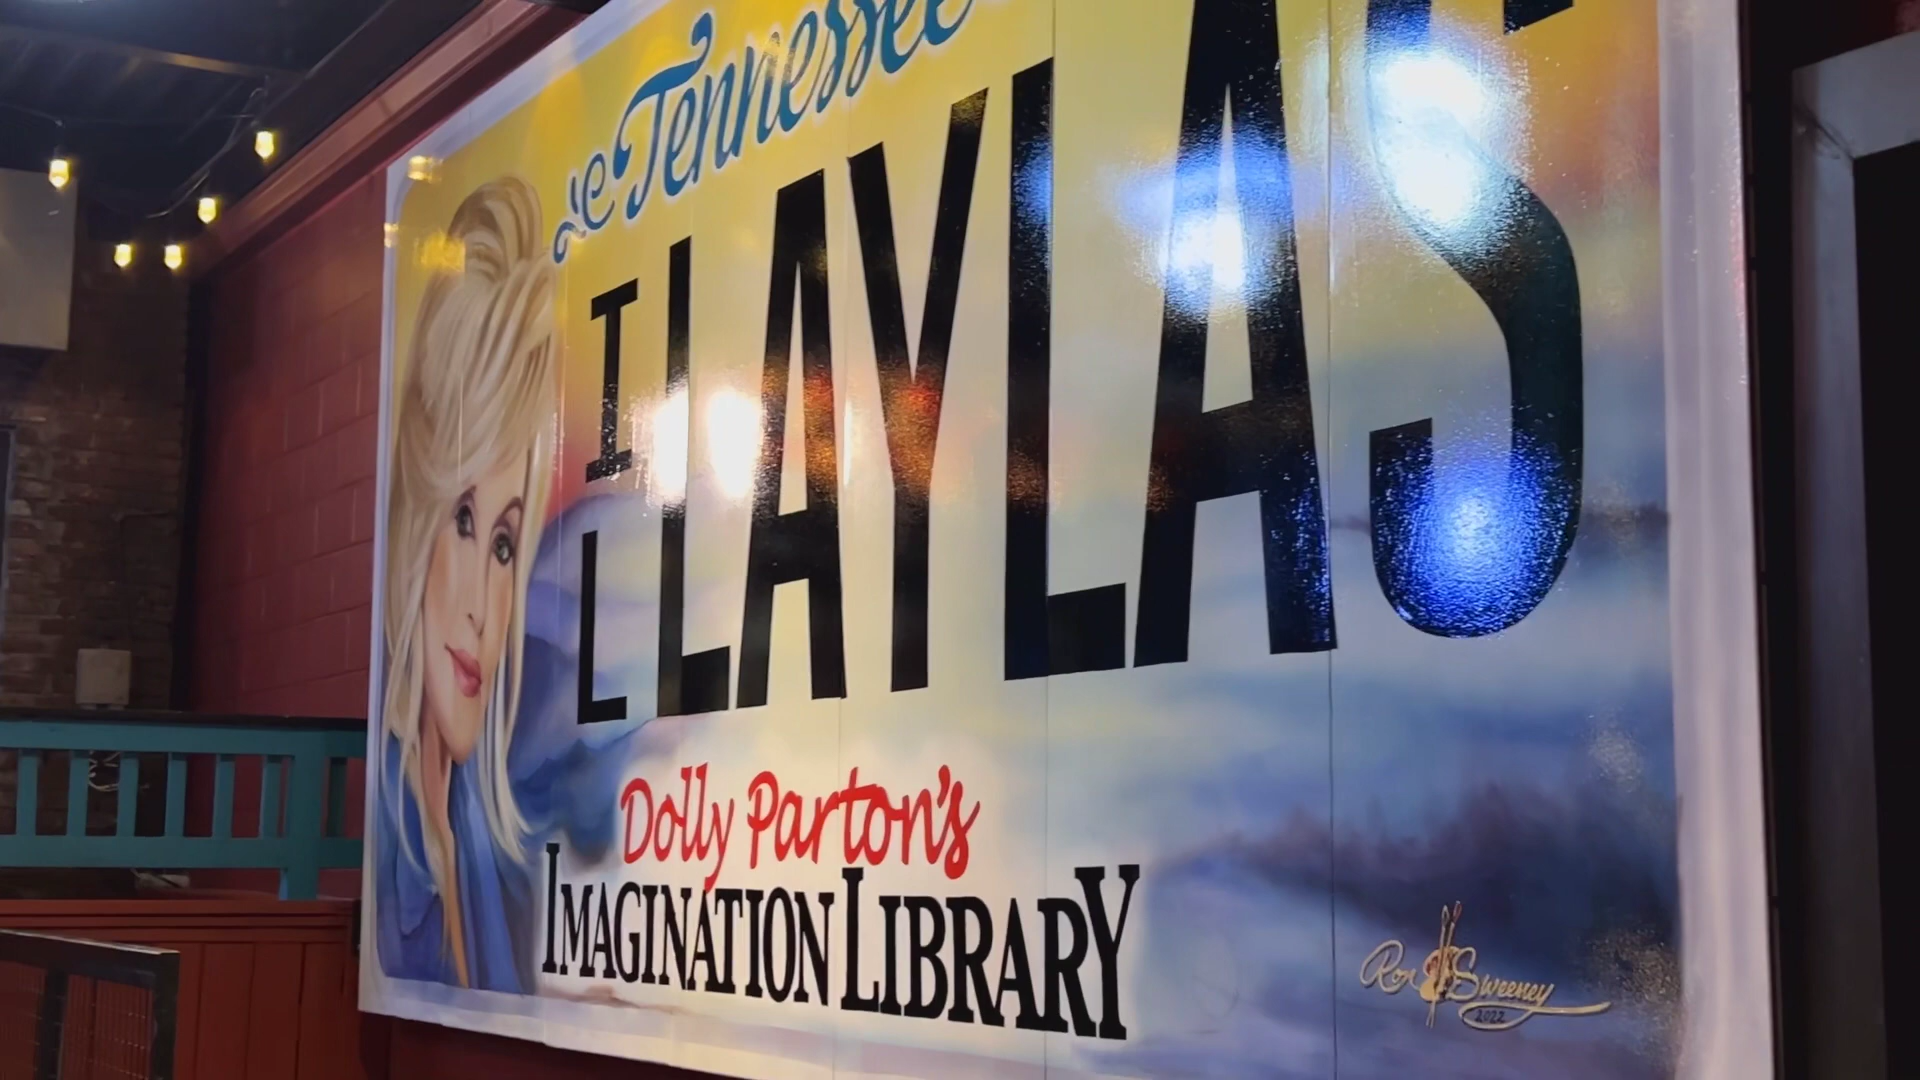 Tennessee
I
L
LAYLAS
Dolly Parton's
IMAGINATION LIBRARY
Ron Sweeney
2022